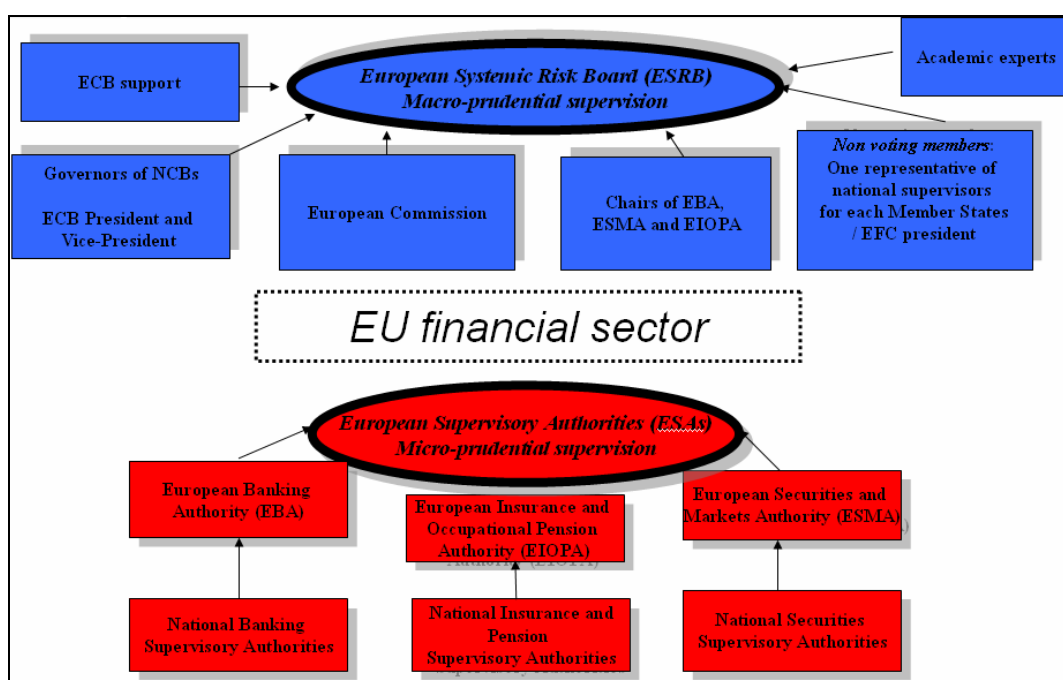 ECB support
European Systemic Risk Board (ESRB)
Macro-prudential supervision
Academic experts
Governors of NCBs
ECB President and
Vice-President
European Commission
Chairs of EBA,
ESMA and EIOPA
Non voting members:
One representative of
national supervisors
for each Member States
/ EFC president
EU financial sector
European Supervisory Authorities (ESAs)
Micro-prudential supervision
European Banking
Authority (EBA)
European Insurance and
Occupational Pension
Authority (EIOPA)
European Securities and
Markets Authority (ESMA)
National Banking
Supervisory Authorities
National Insurance and
Pension
Supervisory Authorities
National Securities
Supervisory Authorities